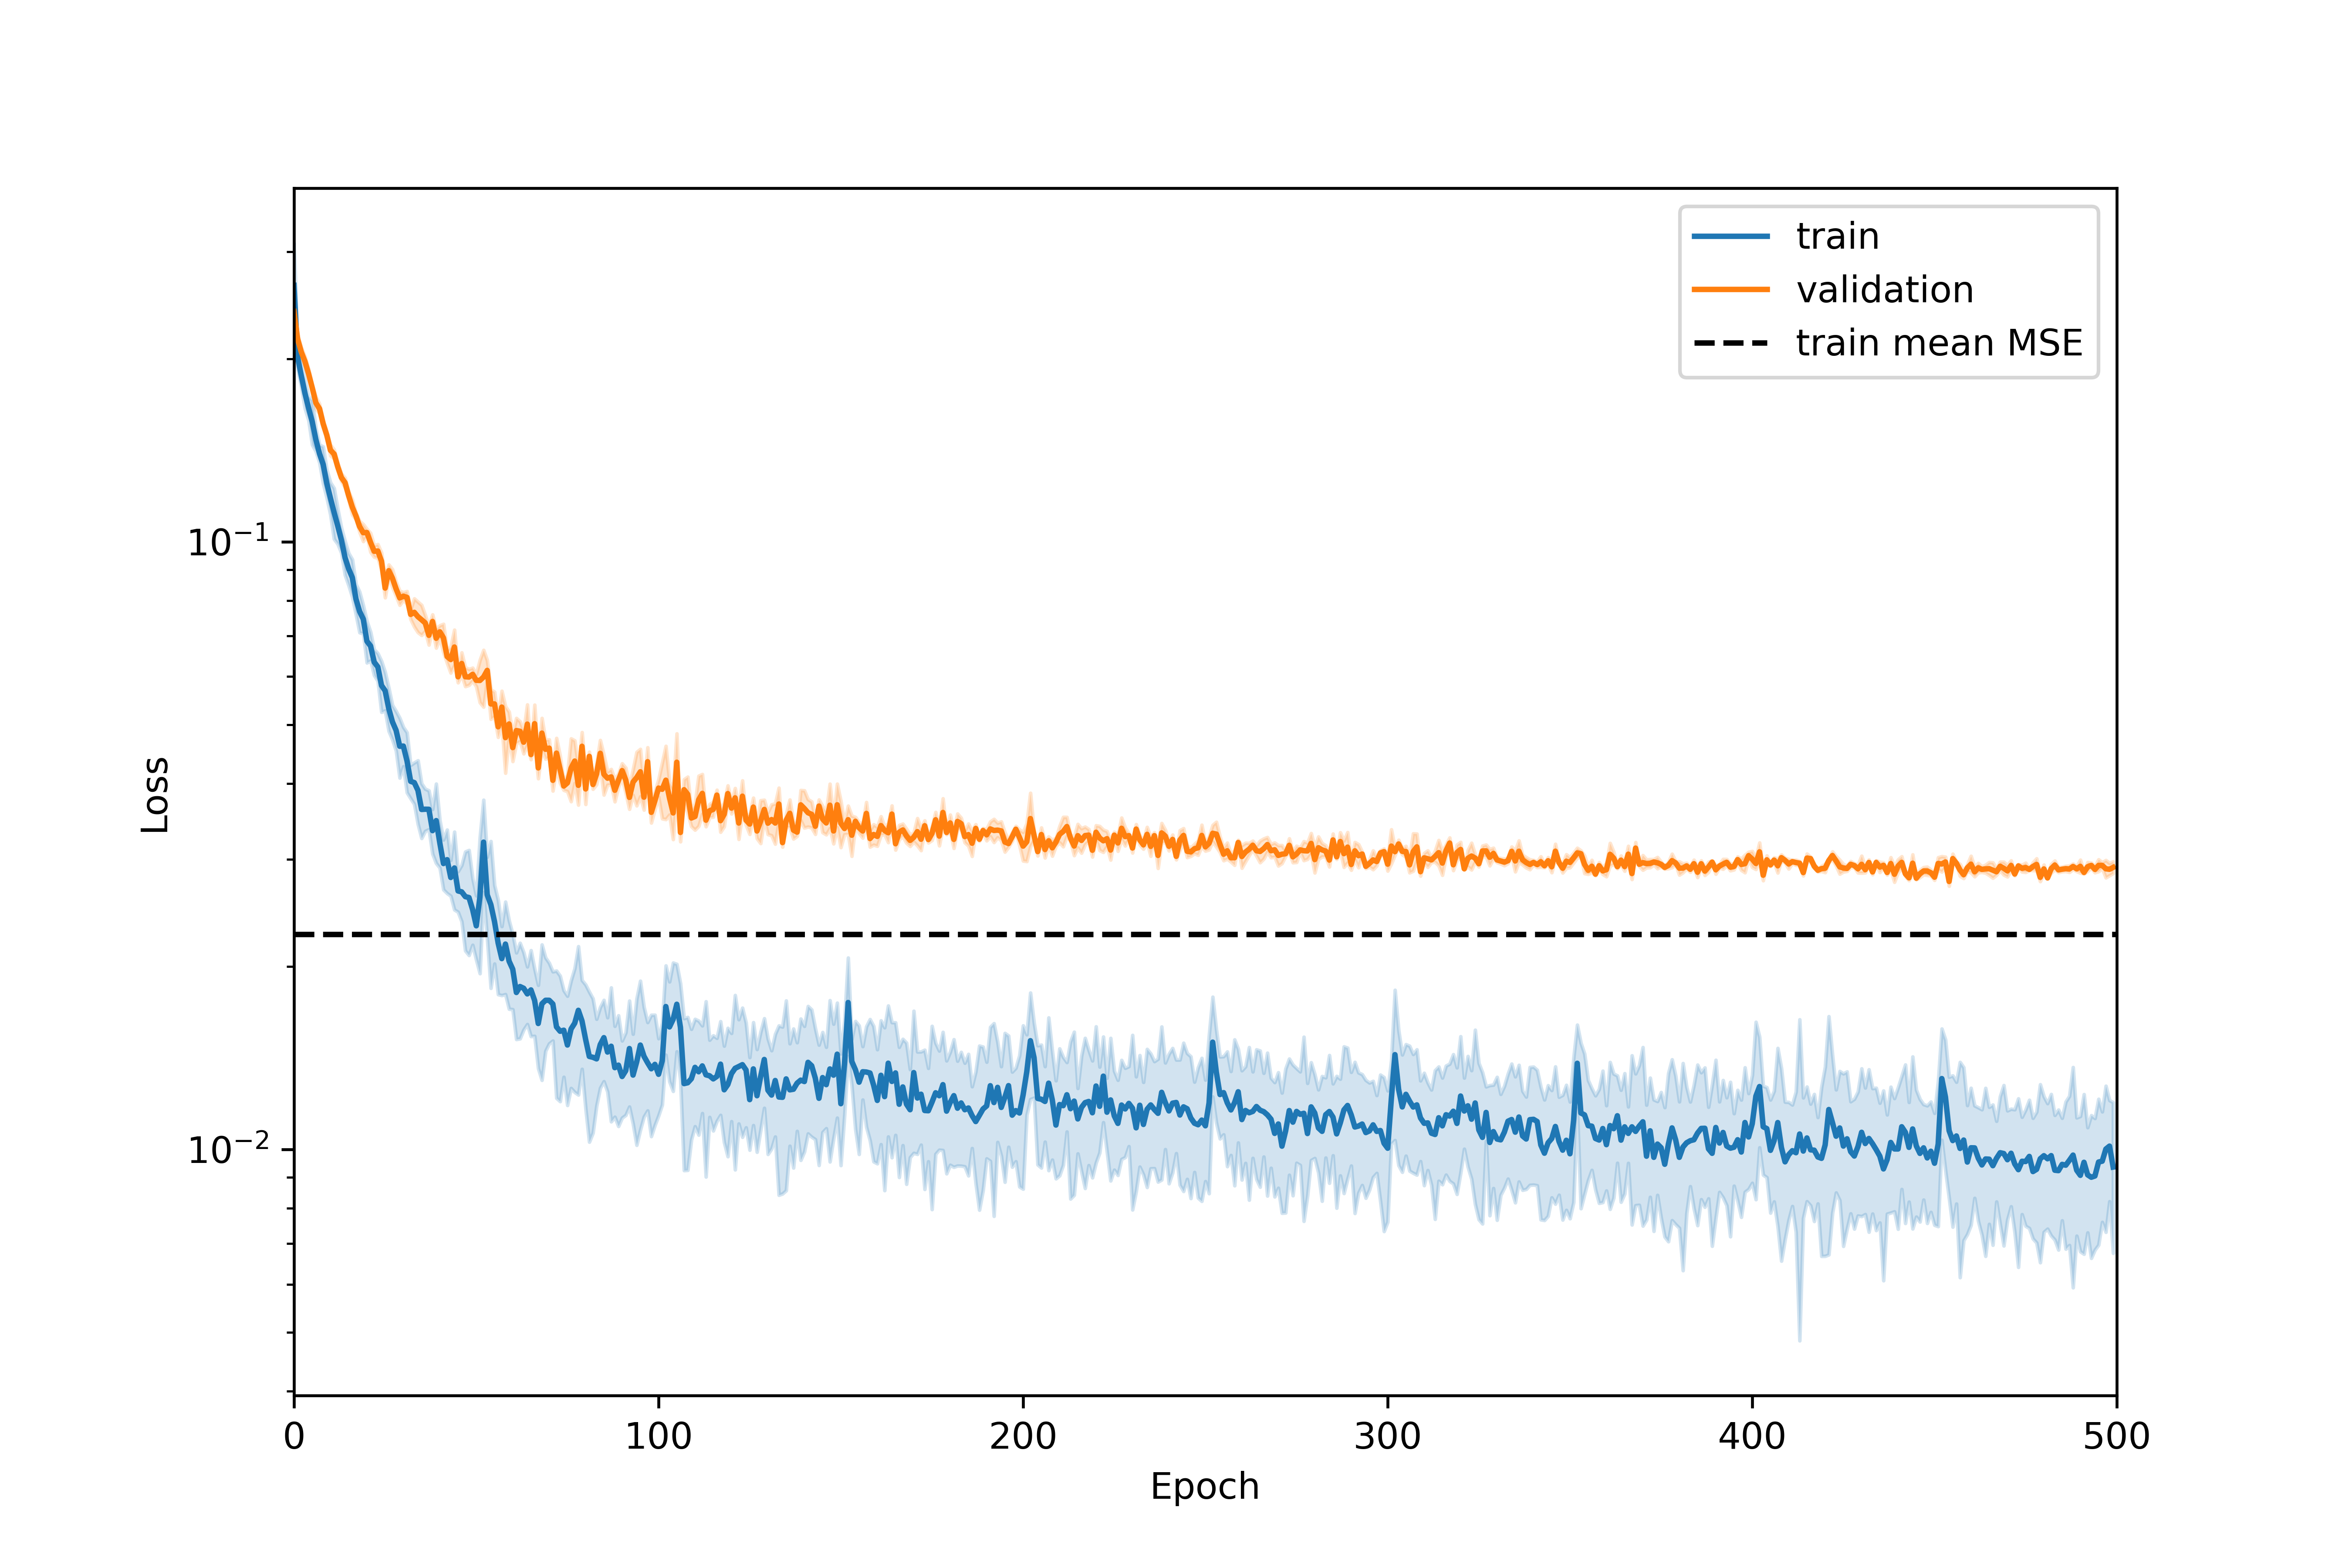 train
validation
train mean MSE
10⁻¹
10⁻²
Loss
0 100 200 300 400 500
Epoch